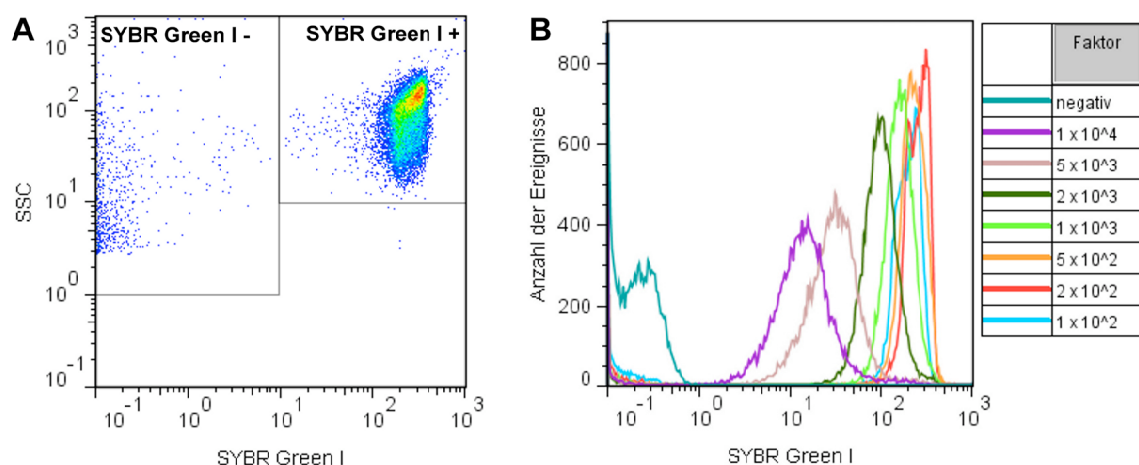 A
SYBR Green I -
SYBR Green I +
10^3
10^2
10^1
10^0
10^-1
SSC
10^-1
10^0
10^1
10^2
10^3
SYBR Green I
B
800
600
400
200
0
Anzahl der Ereignisse
10^-1
10^0
10^1
10^2
10^3
SYBR Green I
Faktor
negativ
1 x 10^4
5 x 10^3
2 x 10^3
1 x 10^3
5 x 10^2
2 x 10^2
1 x 10^2